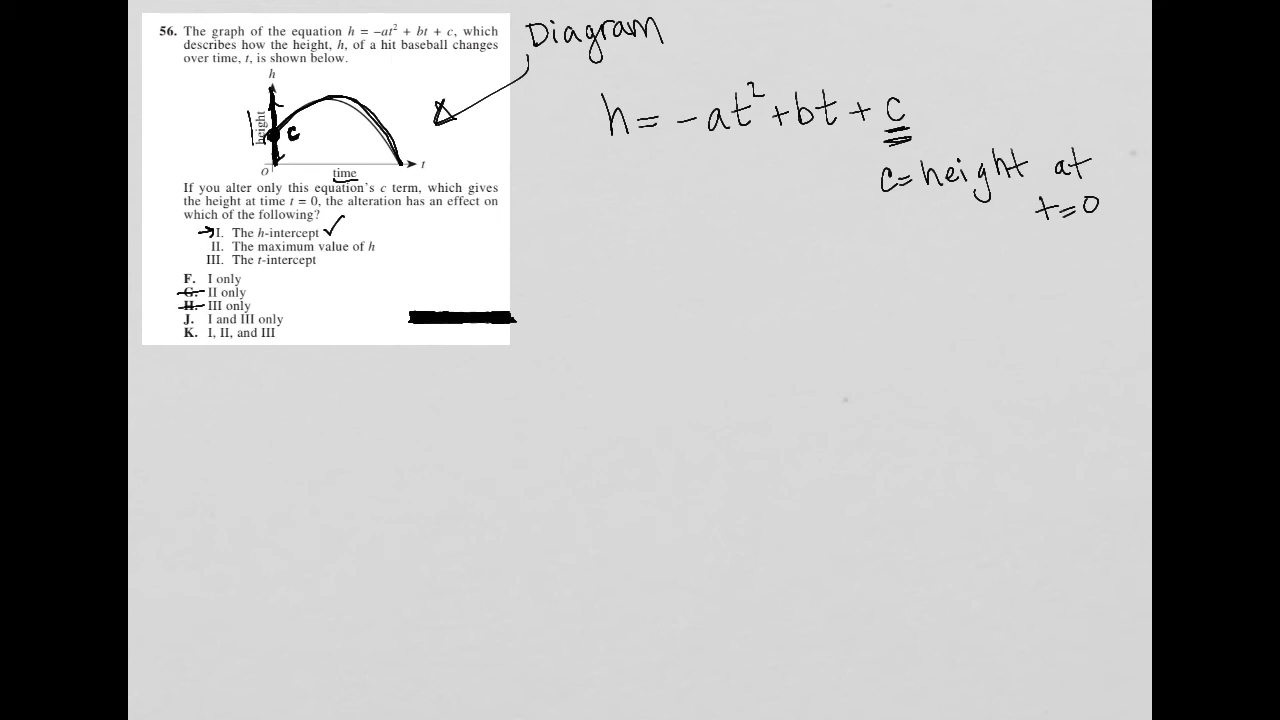 56. The graph of the equation h = −at² + bt + c, which
describes how the height, h, of a hit baseball changes
over time, t, is shown below.
h
height
c
O
time
t
If you alter only this equation's c term, which gives
the height at time t = 0, the alteration has an effect on
which of the following?
I. The h-intercept
II. The maximum value of h
III. The t-intercept
F. I only
G. II only
H. III only
J. I and III only
K. I, II, and III
Diagram
h = -at² + bt + c
c = height at
t = 0